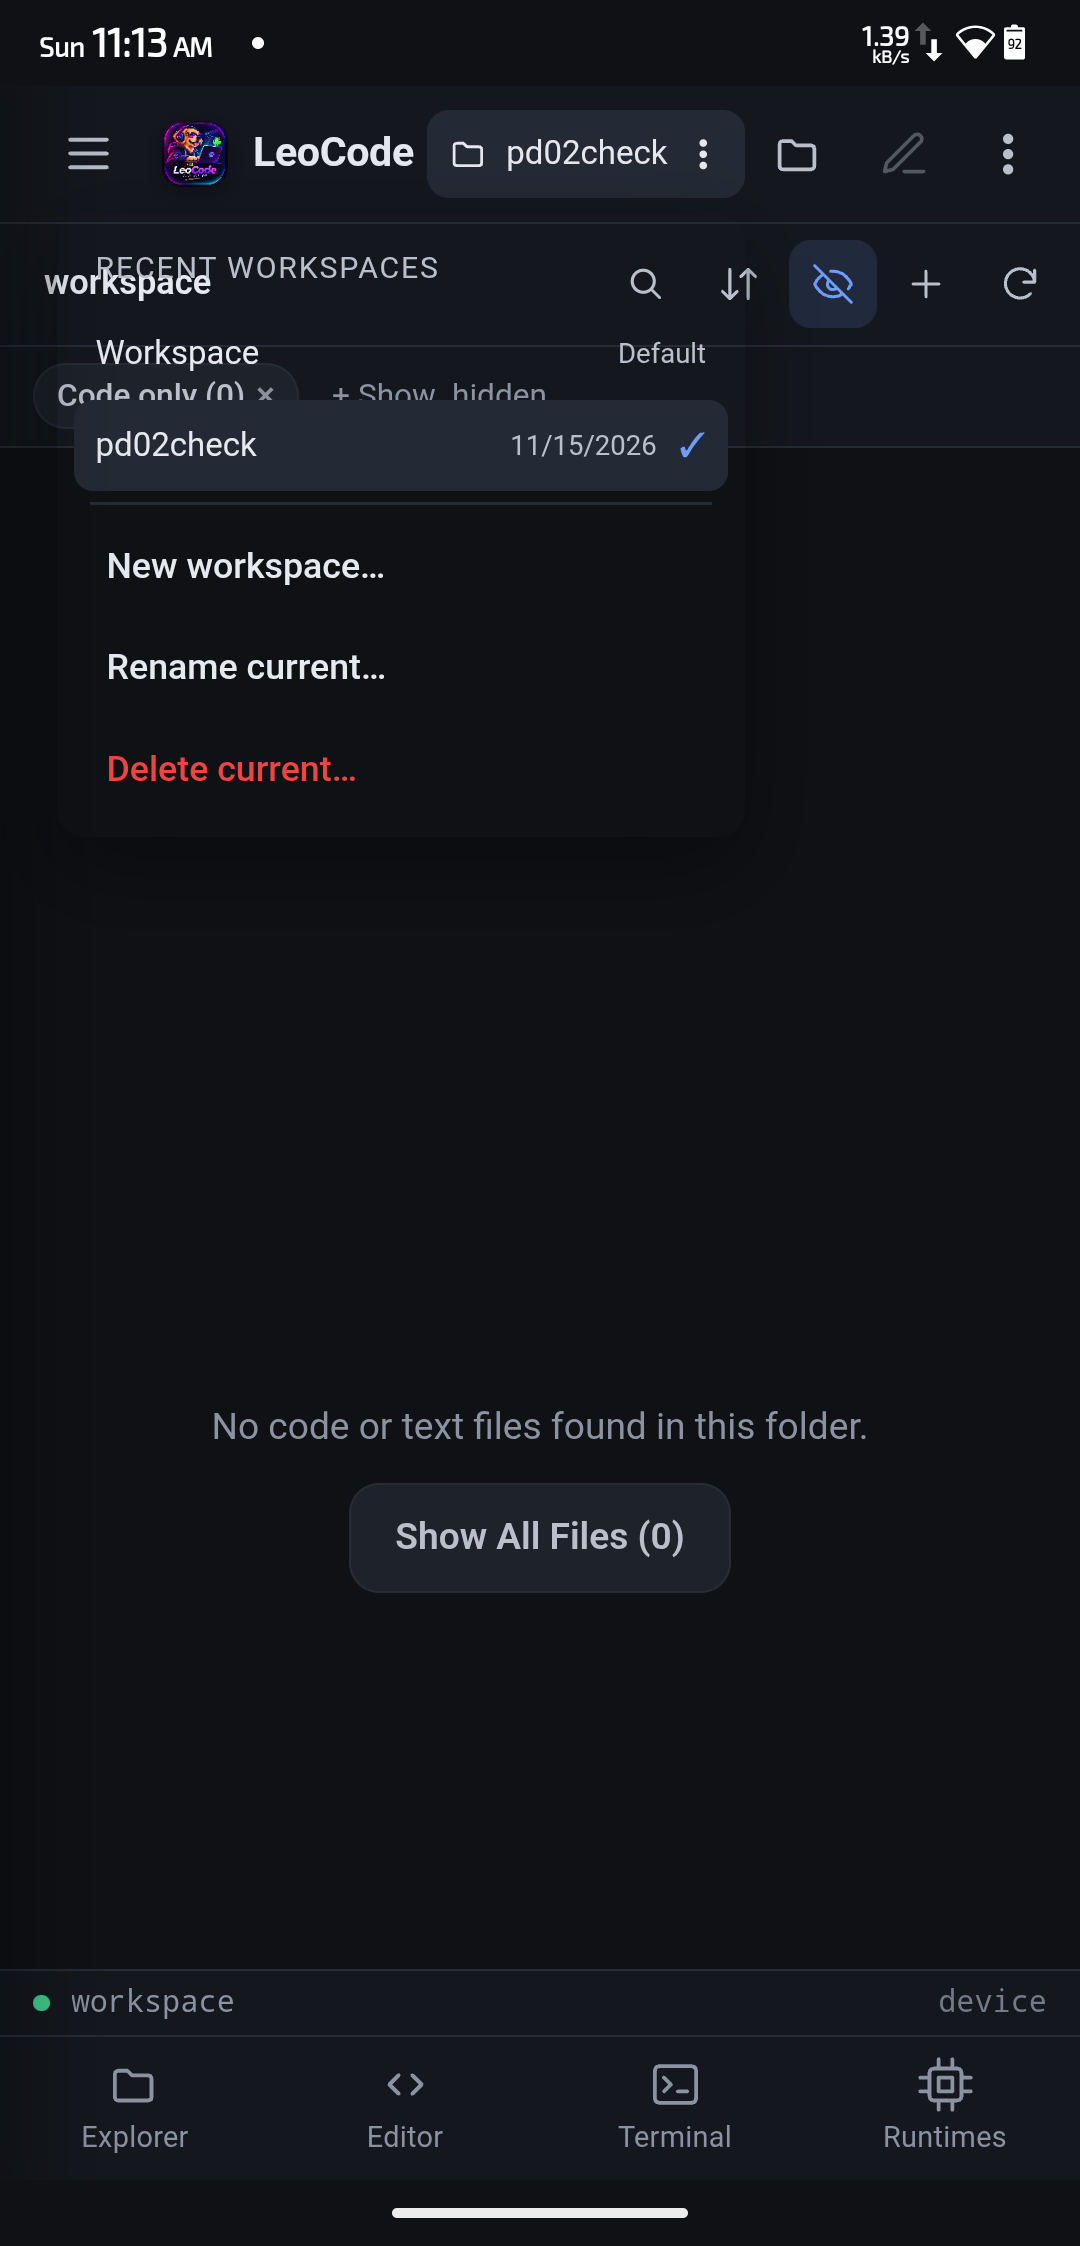 Sun 11:13 AM
1.39 kB/s
92
LeoCode
LeoCode
pd02check
RECENT WORKSPACES
workspace
Workspace Default
Code only (0) × + Show hidden
pd02check 11/15/2026 ✓
New workspace…
Rename current…
Delete current…
No code or text files found in this folder.
Show All Files (0)
workspace device
Explorer Editor Terminal Runtimes